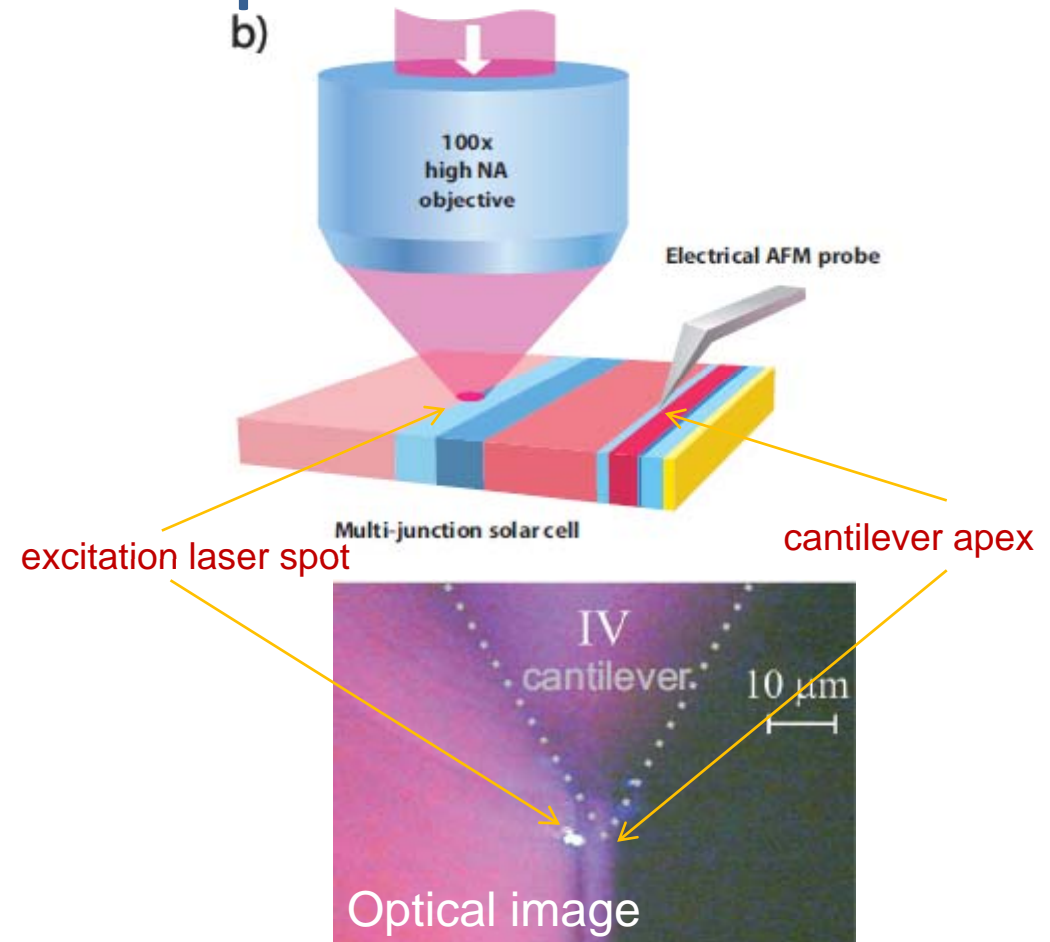 b)
100x
high NA
objective
Electrical AFM probe
Multi-junction solar cell
excitation laser spot
cantilever apex
IV
cantilever
10 µm
Optical image